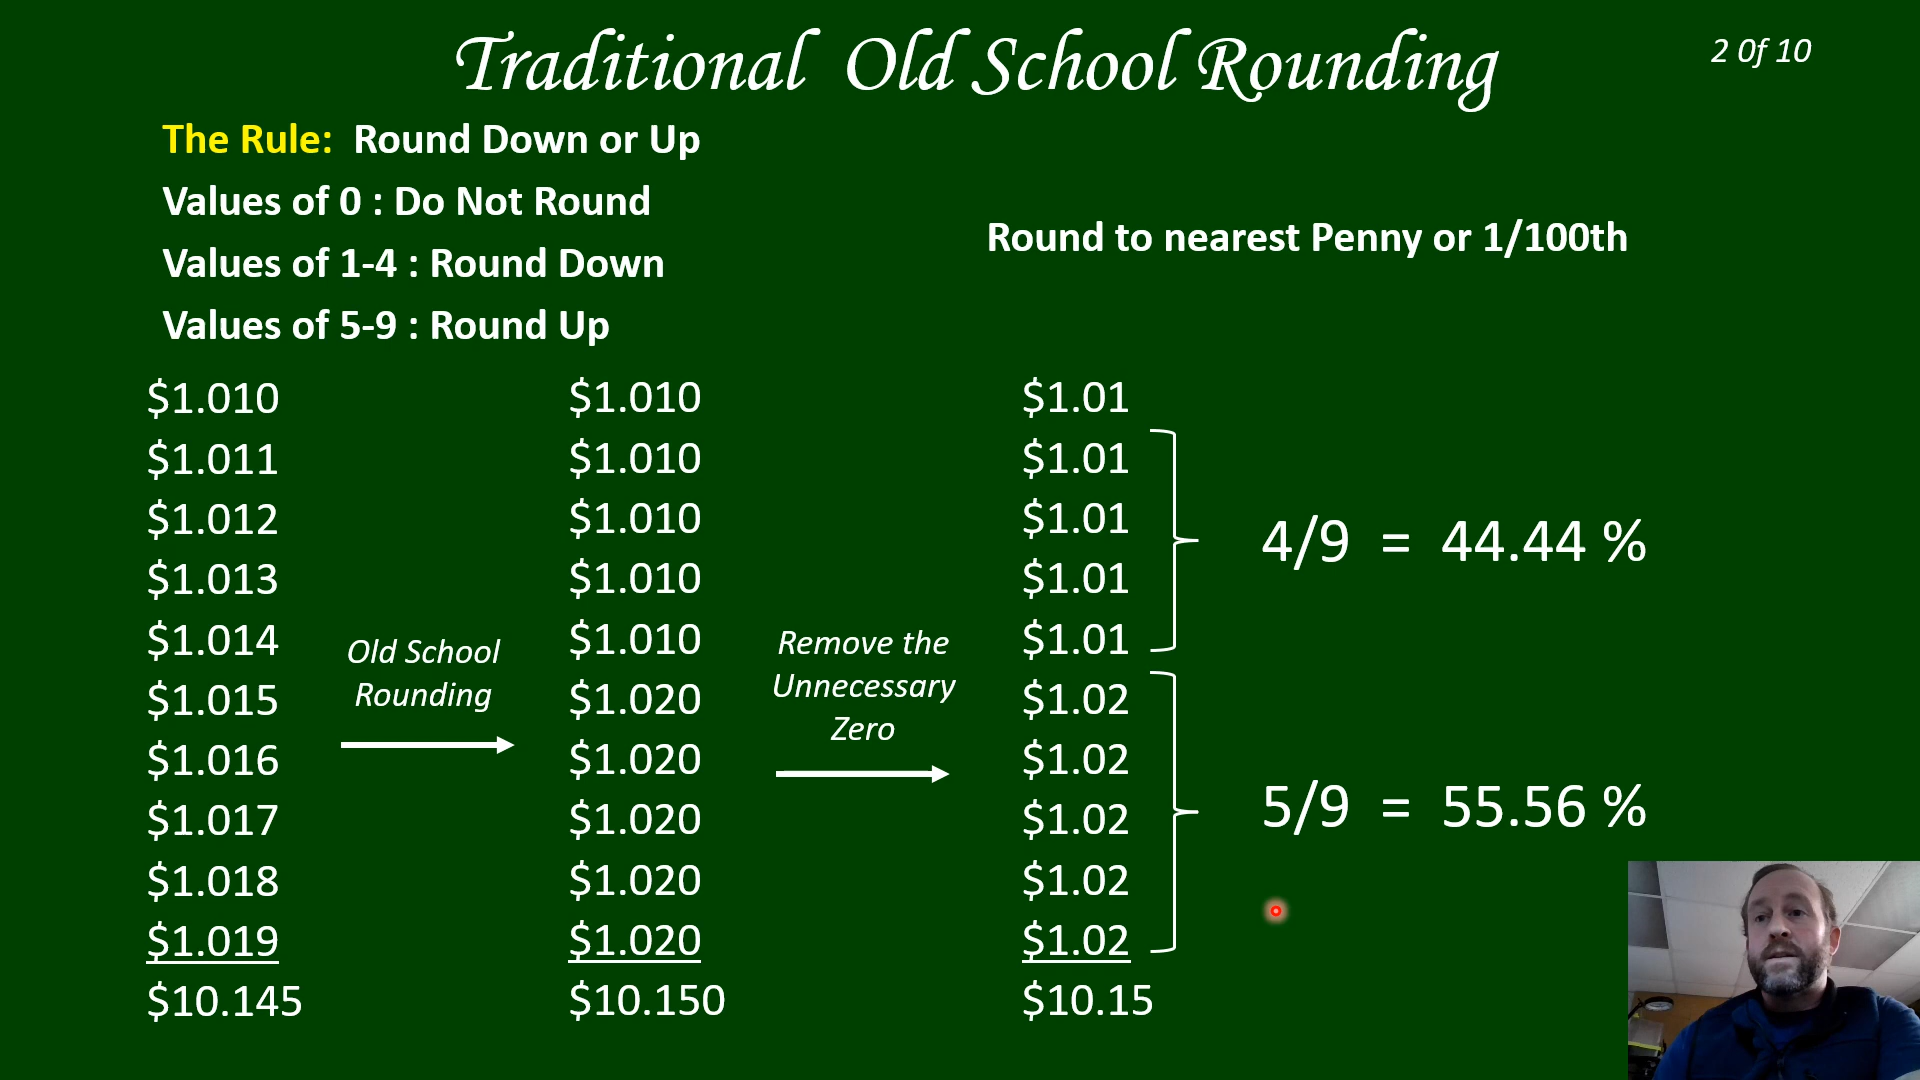 Traditional Old School Rounding
2 0f 10
The Rule: Round Down or Up
Values of 0 : Do Not Round
Values of 1-4 : Round Down
Values of 5-9 : Round Up
Round to nearest Penny or 1/100th
$1.010
$1.011
$1.012
$1.013
$1.014
$1.015
$1.016
$1.017
$1.018
$1.019
$10.145
Old School
Rounding
$1.010
$1.010
$1.010
$1.010
$1.010
$1.020
$1.020
$1.020
$1.020
$1.020
$10.150
Remove the
Unnecessary
Zero
$1.01
$1.01
$1.01
$1.01
$1.01
$1.02
$1.02
$1.02
$1.02
$1.02
$10.15
4/9 = 44.44 %
5/9 = 55.56 %